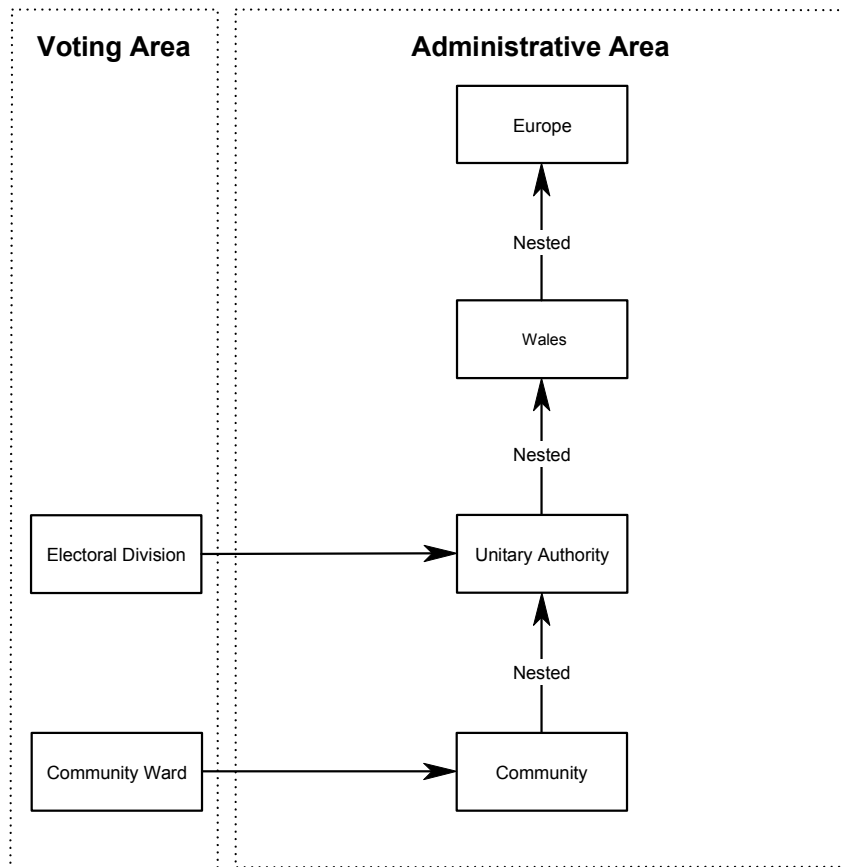 Voting Area
Administrative Area
Europe
Nested
Wales
Nested
Electoral Division
Unitary Authority
Nested
Community Ward
Community